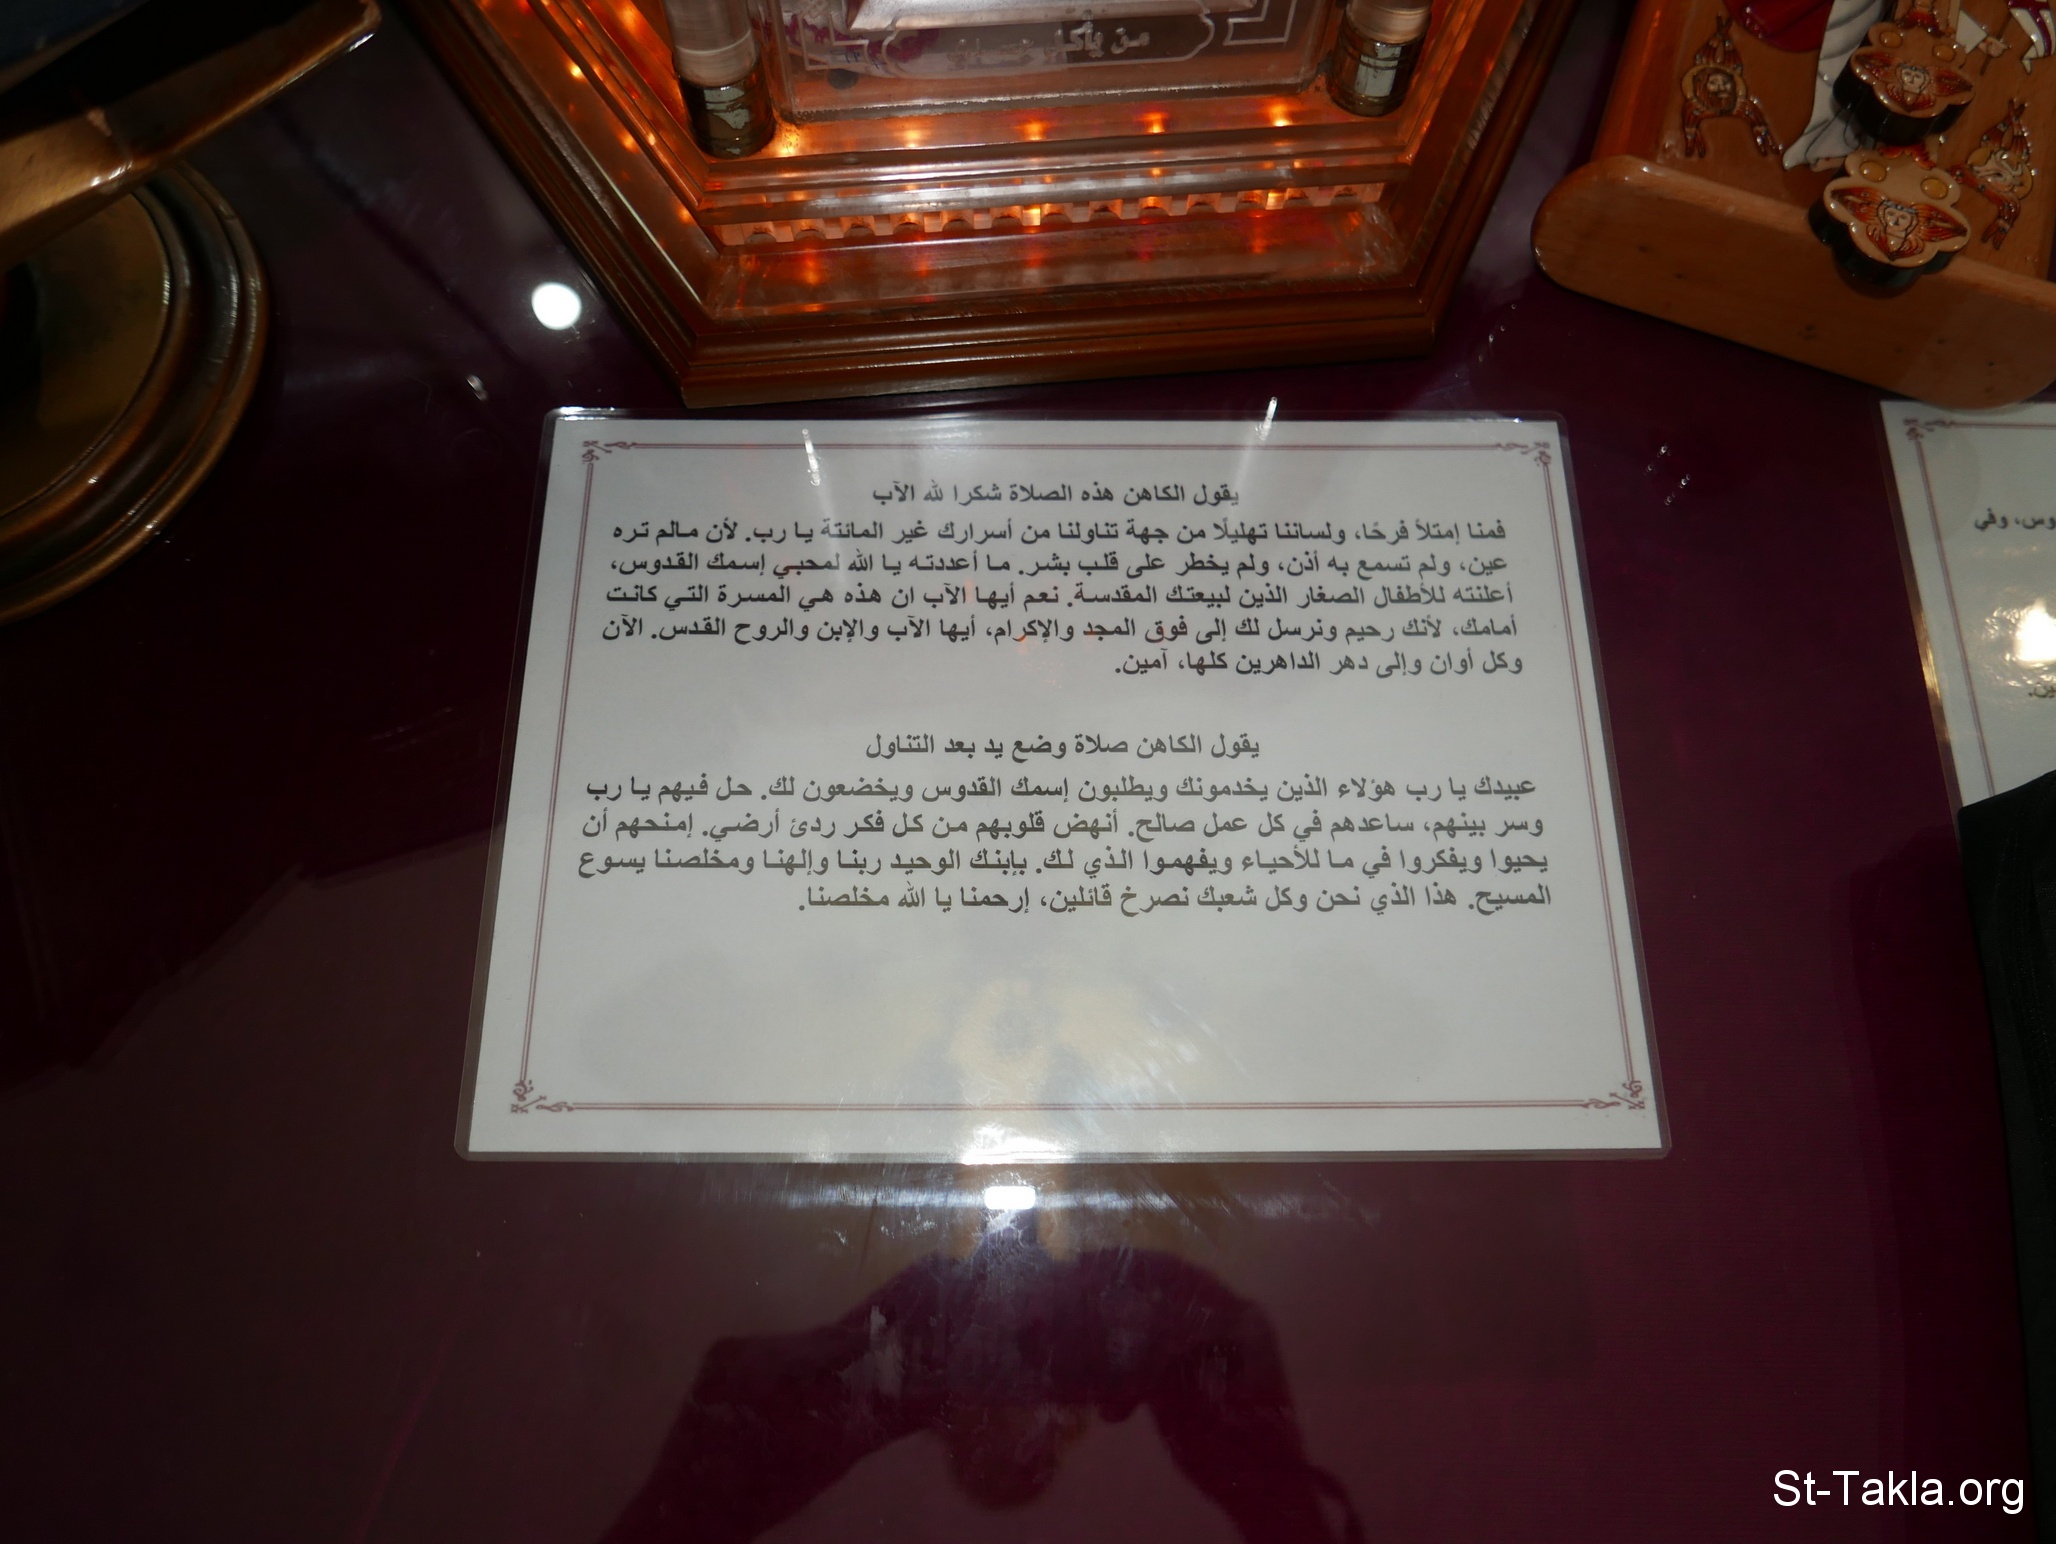 من يأكل
يقول الكاهن هذه الصلاة شكرا لله الآب
فمنا إمتلأ فرحًا، ولساننا تهليلًا من جهة تناولنا من أسرارك غير المائتة يا رب. لأن مالم تره
عين، ولم تسمع به أذن، ولم يخطر على قلب بشر. ما أعددته يا الله لمحبي إسمك القدوس،
أعلنته للأطفال الصغار الذين لبيعتك المقدسة. نعم أيها الآب ان هذه هي المسرة التي كانت
أمامك، لأنك رحيم ونرسل لك إلى فوق المجد والإكرام، أيها الآب والإبن والروح القدس. الآن
وكل أوان وإلى دهر الداهرين كلها، آمين.
يقول الكاهن صلاة وضع يد بعد التناول
عبيدك يا رب هؤلاء الذين يخدمونك ويطلبون إسمك القدوس ويخضعون لك. حل فيهم يا رب
وسر بينهم، ساعدهم في كل عمل صالح. أنهض قلوبهم من كل فكر ردئ أرضي. إمنحهم أن
يحيوا ويفكروا في ما للأحياء ويفهموا الذي لك. بإبنك الوحيد ربنا وإلهنا ومخلصنا يسوع
المسيح. هذا الذي نحن وكل شعبك نصرخ قائلين، إرحمنا يا الله مخلصنا.
وفي
St-Takla.org